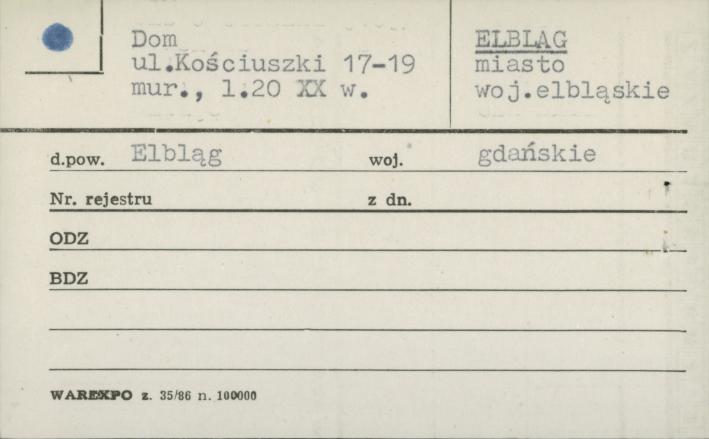 Dom
ul.Kościuszki 17-19
mur., l.20 XX w.
ELBLĄG
miasto
woj.elbląskie
d.pow. Elbląg woj. gdańskie
Nr. rejestru z dn.
ODZ
BDZ
WAREXPO z. 35/86 n. 100000